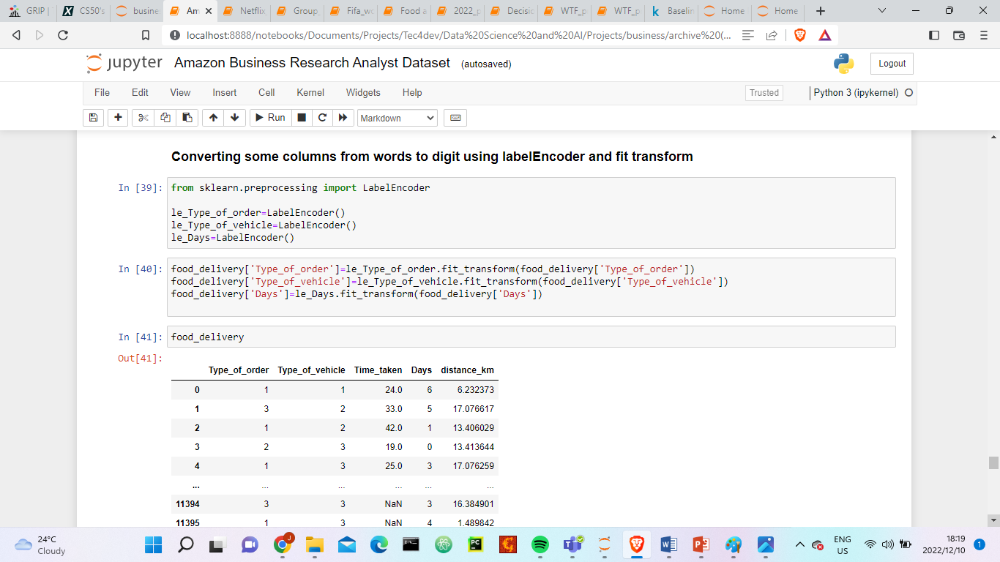 GRIP |
CS50's
busine
Am
Netflix
Group_
Fifa_wo
Food a
2022_p
Decisio
WTF_p
WTF_p
Baselin
Home
Home
localhost:8888/notebooks/Documents/Projects/Tec4dev/Data%20Science%20and%20AI/Projects/business/archive%20(...
jupyter Amazon Business Research Analyst Dataset (autosaved)
Logout
File Edit View Insert Cell Kernel Widgets Help
Trusted
Python 3 (ipykernel)
Run
Markdown
Converting some columns from words to digit using labelEncoder and fit transform
In [39]: from sklearn.preprocessing import LabelEncoder
le_Type_of_order=LabelEncoder()
le_Type_of_vehicle=LabelEncoder()
le_Days=LabelEncoder()
In [40]: food_delivery['Type_of_order']=le_Type_of_order.fit_transform(food_delivery['Type_of_order'])
food_delivery['Type_of_vehicle']=le_Type_of_vehicle.fit_transform(food_delivery['Type_of_vehicle'])
food_delivery['Days']=le_Days.fit_transform(food_delivery['Days'])
In [41]: food_delivery
Out[41]:
Type_of_order Type_of_vehicle Time_taken Days distance_km
0 1 1 24.0 6 6.232373
1 3 2 33.0 5 17.076617
2 1 2 42.0 1 13.406029
3 2 3 19.0 0 13.413644
4 1 3 25.0 3 17.076259
... ... ... ... ... ...
11394 3 3 NaN 3 16.384901
11395 1 3 NaN 4 1.489842
24°C
Cloudy
J
PC
W
P
ENG
US
18:19
2022/12/10
1